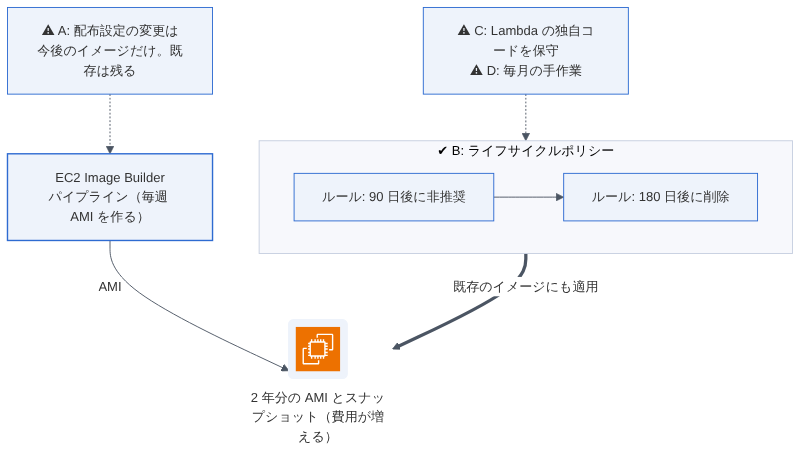 ⚠ A: 配布設定の変更は
今後のイメージだけ。既
存は残る
⚠ C: Lambda の独自コ
ードを保守
⚠ D: 毎月の手作業
✔ B: ライフサイクルポリシー
EC2 Image Builder
パイプライン（毎週
AMI を作る）
ルール: 90 日後に非推奨
ルール: 180 日後に削除
AMI
既存のイメージにも適用
2 年分の AMI とスナッ
プショット（費用が増
える）